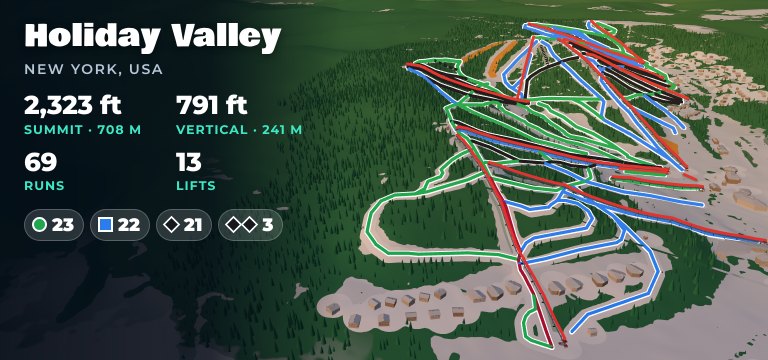 Holiday Valley
NEW YORK, USA
2,323 ft
SUMMIT · 708 M
791 ft
VERTICAL · 241 M
69
RUNS
13
LIFTS
23
22
21
3